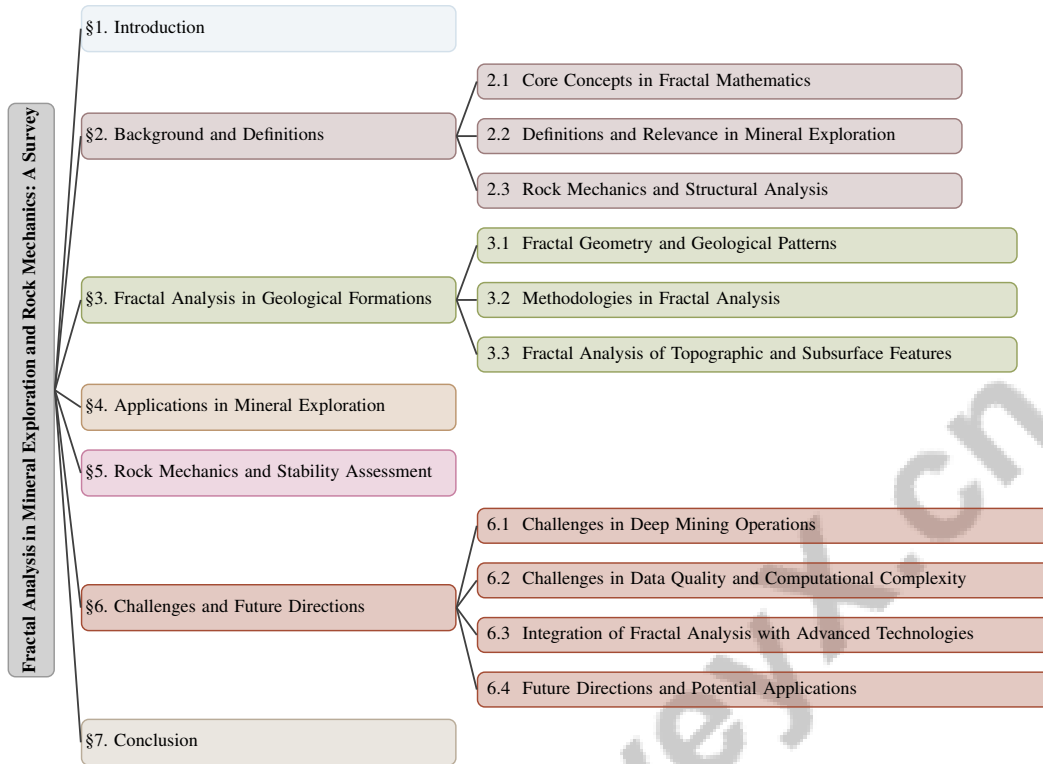 Fractal Analysis in Mineral Exploration and Rock Mechanics: A Survey
§1. Introduction
§2. Background and Definitions
2.1 Core Concepts in Fractal Mathematics
2.2 Definitions and Relevance in Mineral Exploration
2.3 Rock Mechanics and Structural Analysis
§3. Fractal Analysis in Geological Formations
3.1 Fractal Geometry and Geological Patterns
3.2 Methodologies in Fractal Analysis
3.3 Fractal Analysis of Topographic and Subsurface Features
§4. Applications in Mineral Exploration
§5. Rock Mechanics and Stability Assessment
§6. Challenges and Future Directions
6.1 Challenges in Deep Mining Operations
6.2 Challenges in Data Quality and Computational Complexity
6.3 Integration of Fractal Analysis with Advanced Technologies
6.4 Future Directions and Potential Applications
§7. Conclusion
eyX.cn